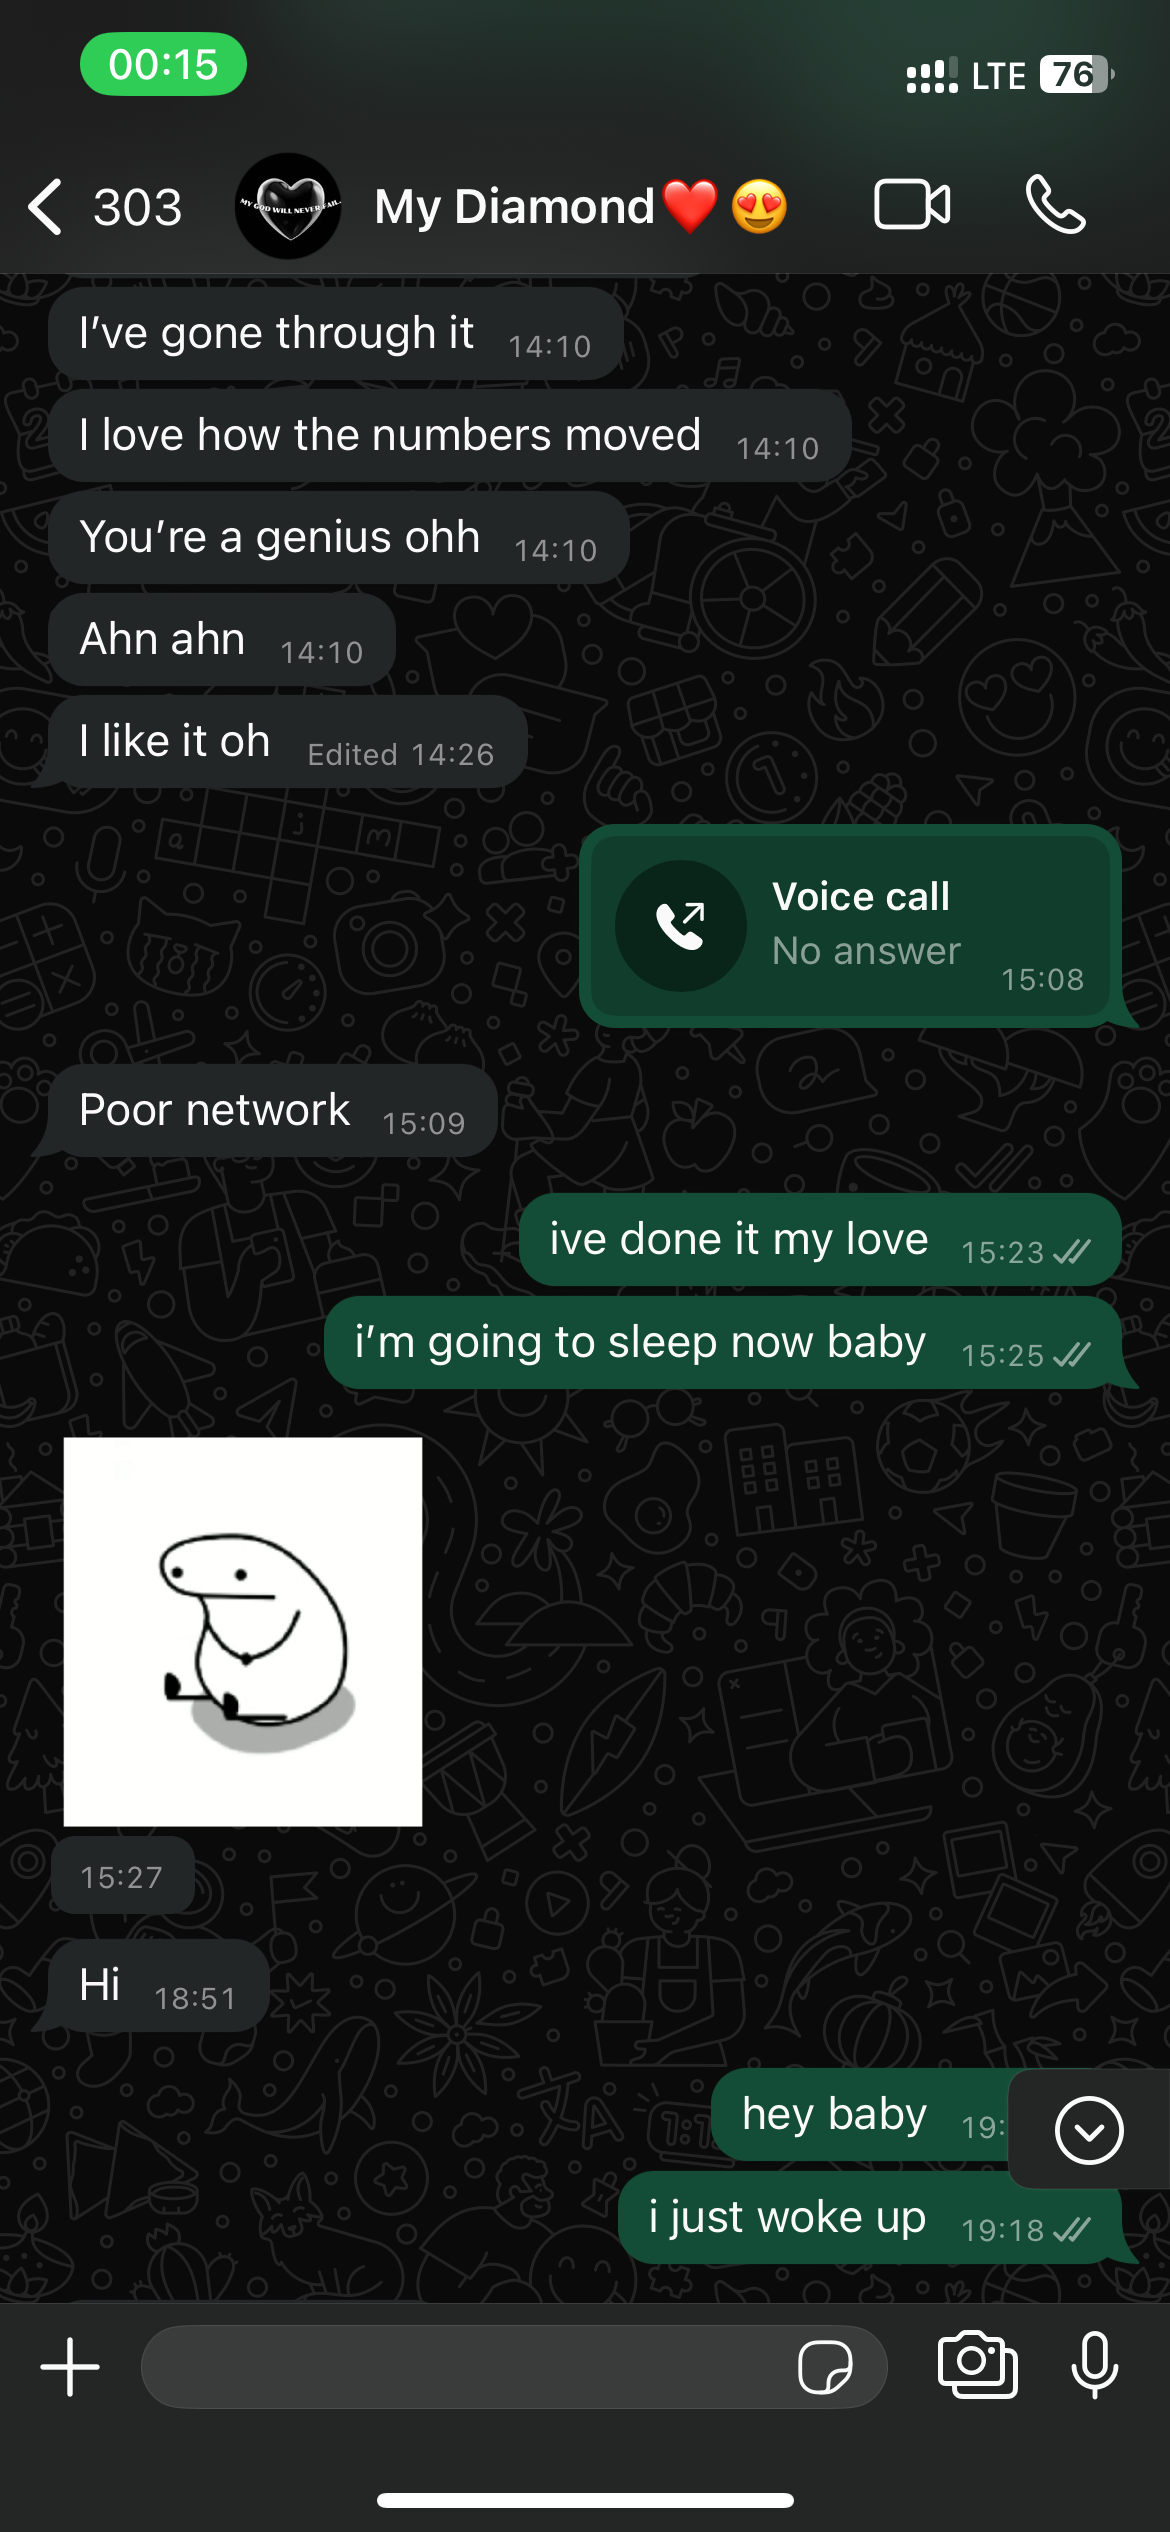 00:15
LTE 76
303
MY GOD WILL NEVER FAIL.
My Diamond❤️😍
I’ve gone through it 14:10
I love how the numbers moved 14:10
You’re a genius ohh 14:10
Ahn ahn 14:10
I like it oh Edited 14:26
Voice call
No answer
15:08
Poor network 15:09
ive done it my love 15:23
i’m going to sleep now baby 15:25
15:27
Hi 18:51
hey baby 19:
i just woke up 19:18